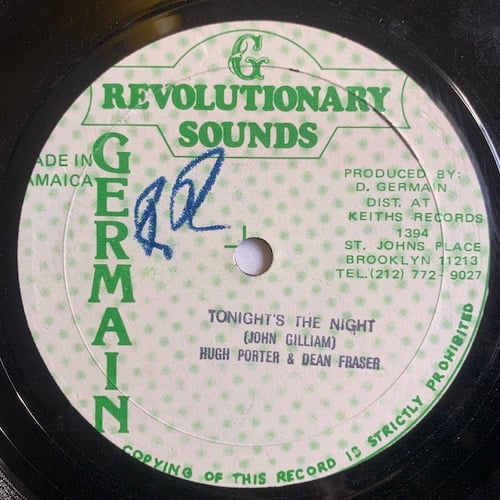 G
REVOLUTIONARY
SOUNDS
GERMAIN
ADE IN
AMAICA
PRODUCED BY:
D. GERMAIN
DIST. AT
KEITHS RECORDS
1394
ST. JOHNS PLACE
BROOKLYN 11213
TEL.(212) 772-9027
TONIGHT'S THE NIGHT
(JOHN GILLIAM)
HUGH PORTER & DEAN FRASER
COPYING OF THIS RECORD IS STRICTLY PROHIBITED